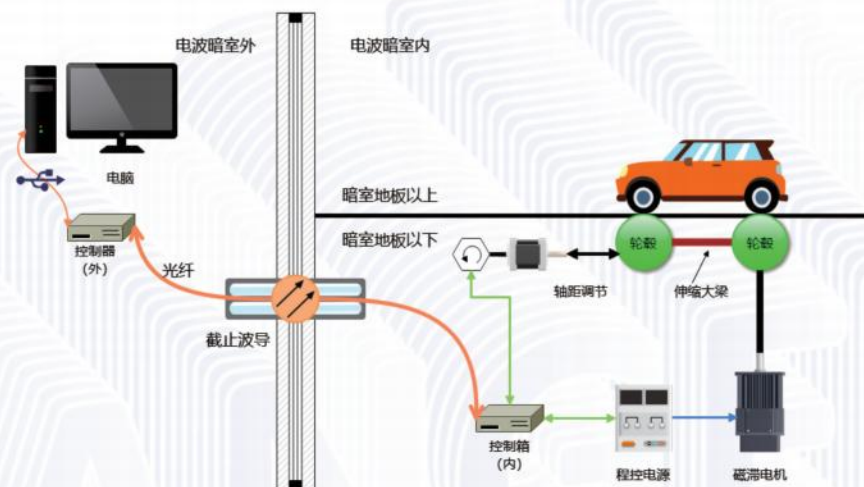 电波暗室外
电波暗室内
电脑
控制器
(外)
光纤
截止波导
暗室地板以上
暗室地板以下
轮毂
轮毂
轴距调节
伸缩大梁
控制箱
(内)
程控电源
磁滞电机